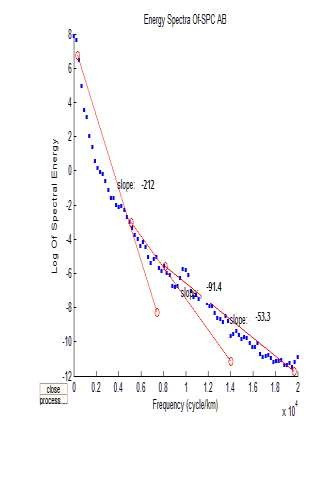 Energy Spectra Of-SPC AB
8
6
4
2
0
-2
-4
-6
-8
-10
-12
Log Of Spectral Energy
slope: -212
slope: -91.4
slope: -53.3
0 0.2 0.4 0.6 0.8 1 1.2 1.4 1.6 1.8 2
x 10^4
Frequency (cycle/km)
close
process...